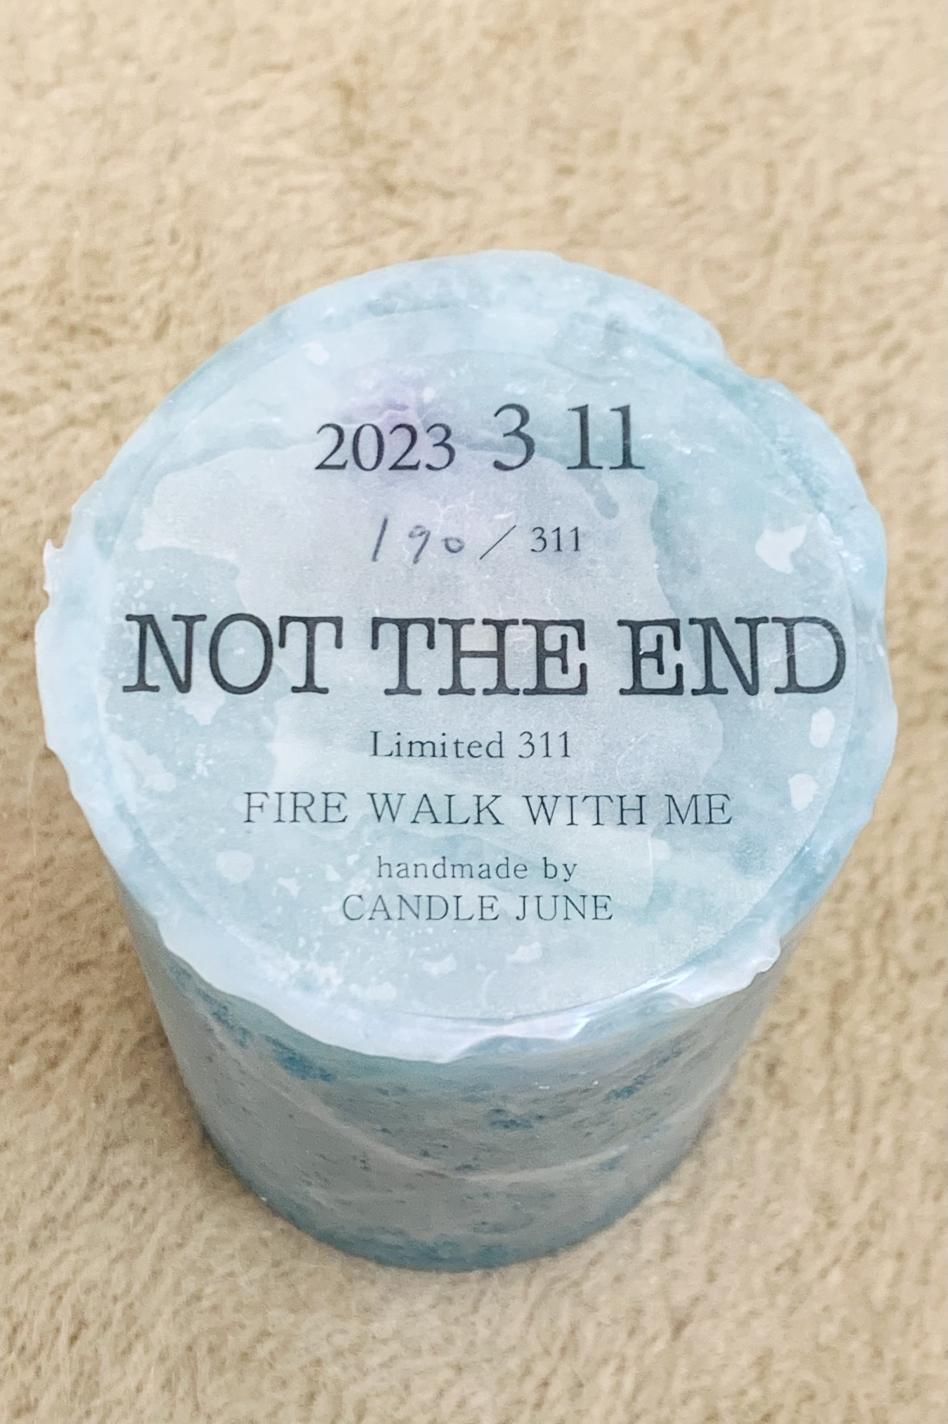 2023 3 11
190 / 311
NOT THE END
Limited 311
FIRE WALK WITH ME
handmade by
CANDLE JUNE